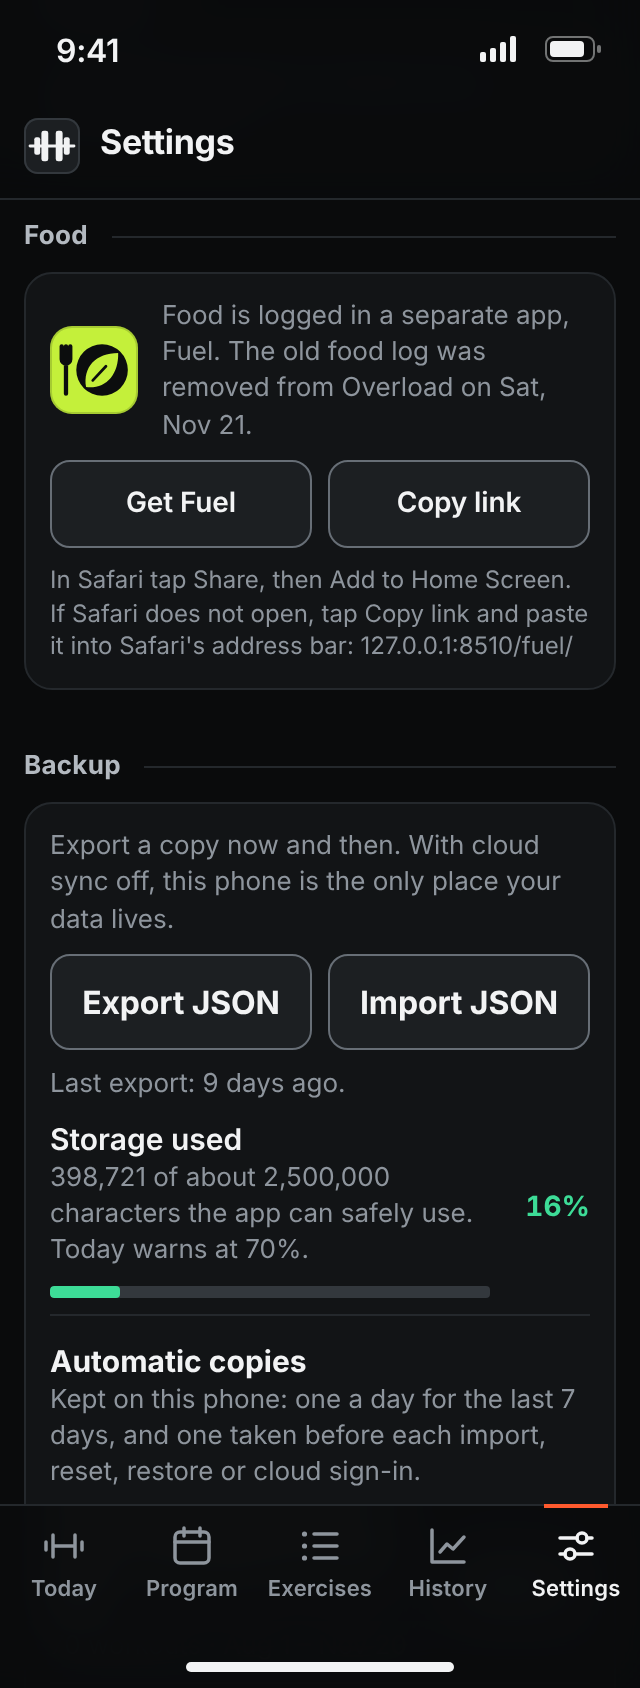 9:41
Settings
Food
Food is logged in a separate app,
Fuel. The old food log was
removed from Overload on Sat,
Nov 21.
Get Fuel
Copy link
In Safari tap Share, then Add to Home Screen.
If Safari does not open, tap Copy link and paste
it into Safari's address bar: 127.0.0.1:8510/fuel/
Backup
Export a copy now and then. With cloud
sync off, this phone is the only place your
data lives.
Export JSON
Import JSON
Last export: 9 days ago.
Storage used
398,721 of about 2,500,000
characters the app can safely use.
Today warns at 70%.
16%
Automatic copies
Kept on this phone: one a day for the last 7
days, and one taken before each import,
reset, restore or cloud sign-in.
Today
Program
Exercises
History
Settings